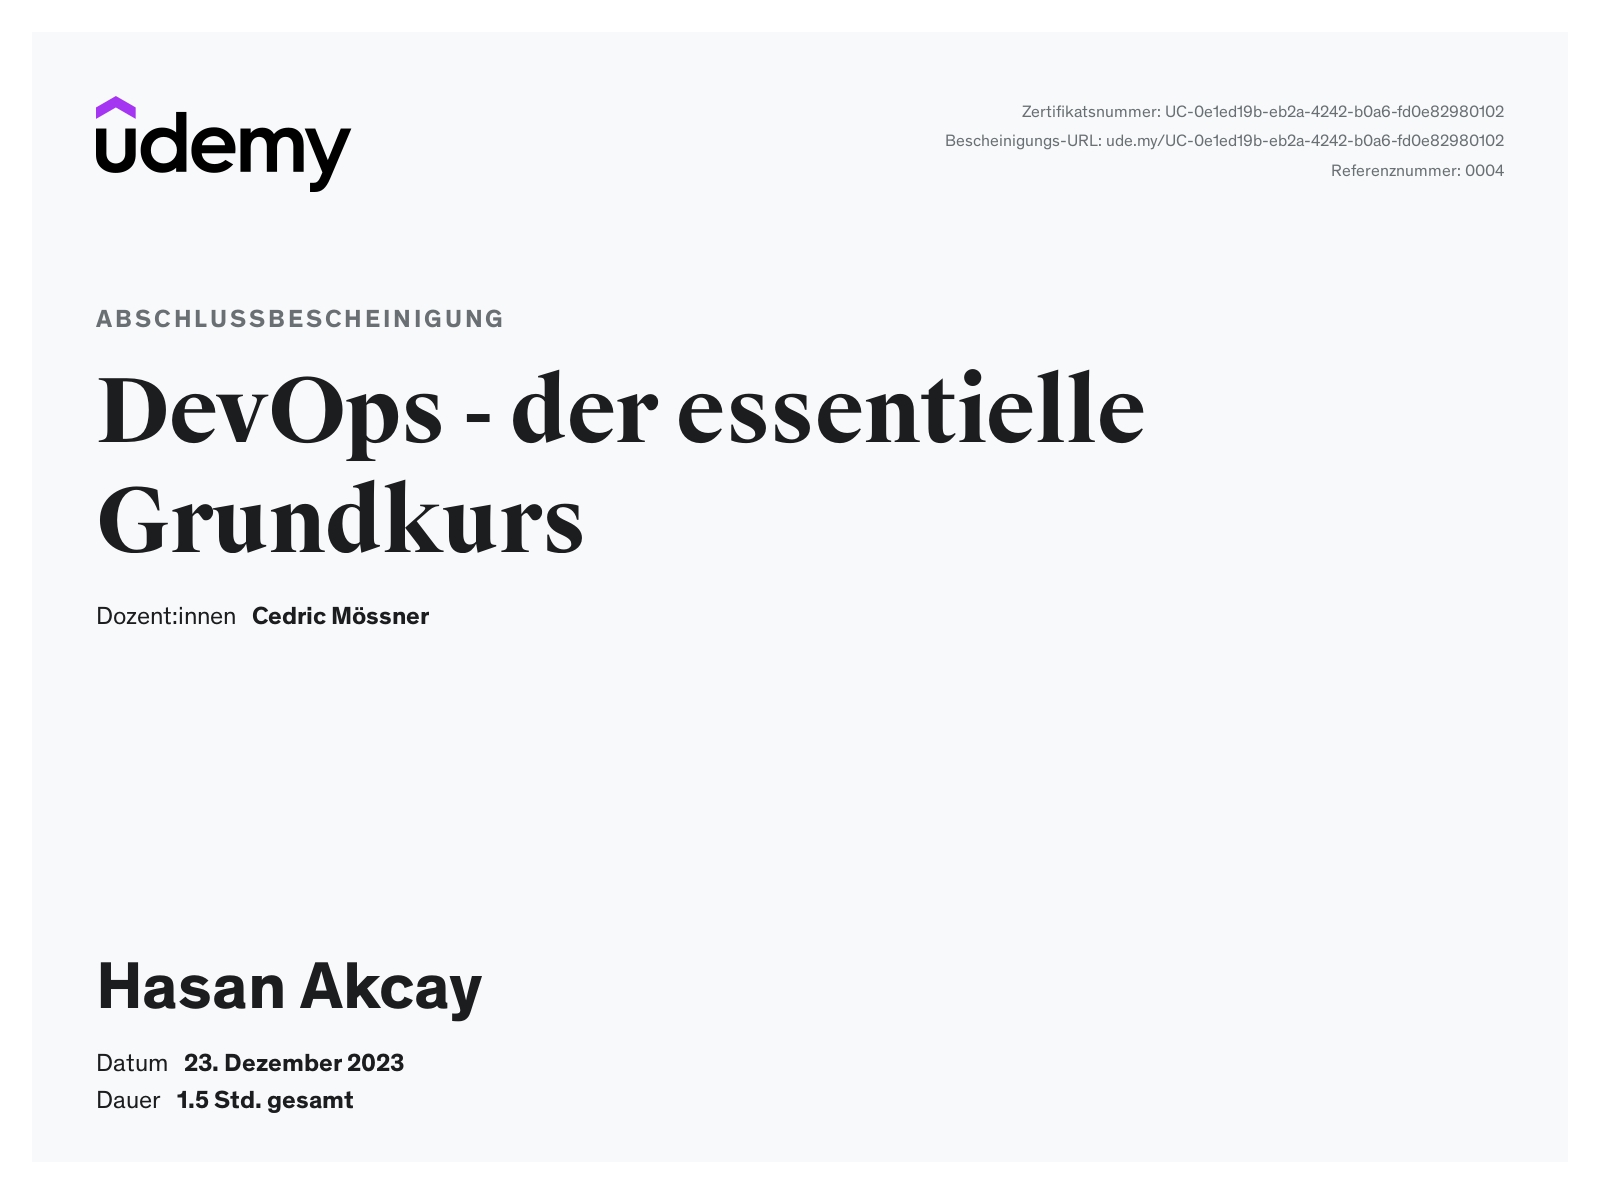 udemy
Zertifikatsnummer: UC-0e1ed19b-eb2a-4242-b0a6-fd0e82980102
Bescheinigungs-URL: ude.my/UC-0e1ed19b-eb2a-4242-b0a6-fd0e82980102
Referenznummer: 0004
ABSCHLUSSBESCHEINIGUNG
DevOps - der essentielle
Grundkurs
Dozent:innen Cedric Mössner
Hasan Akcay
Datum 23. Dezember 2023
Dauer 1.5 Std. gesamt